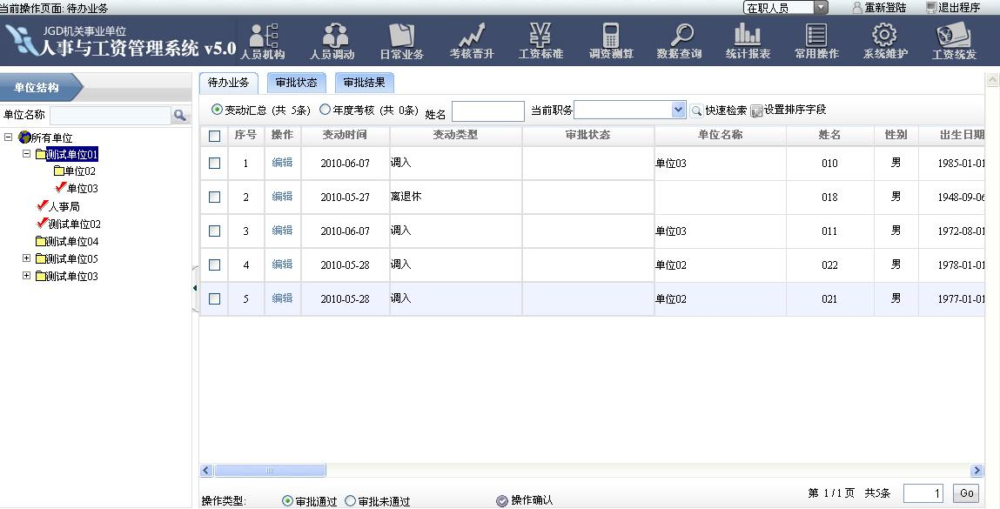 当前操作页面: 待办业务
在职人员 重新登陆 退出程序
JGD机关事业单位
人事与工资管理系统 v5.0
人员机构 人员调动 日常业务 考核晋升 工资标准 调资测算 数据查询 统计报表 常用操作 系统维护 工资统发
单位结构
待办业务 审批状态 审批结果
单位名称
变动汇总 (共 5条) 年度考核 (共 0条) 姓名 当前职务 快速检索 设置排序字段
所有单位
测试单位01
单位02
单位03
人事局
测试单位02
测试单位04
测试单位05
测试单位03
序号 操作 变动时间 变动类型 审批状态 单位名称 姓名 性别 出生日期
1 编辑 2010-06-07 调入 单位03 010 男 1985-01-01
2 编辑 2010-05-27 离退休 018 男 1948-09-06
3 编辑 2010-06-07 调入 单位03 011 男 1972-08-01
4 编辑 2010-05-28 调入 单位02 022 男 1978-01-01
5 编辑 2010-05-28 调入 单位02 021 男 1977-01-01
操作类型: 审批通过 审批未通过 操作确认
第 1/1页 共5条 1 Go